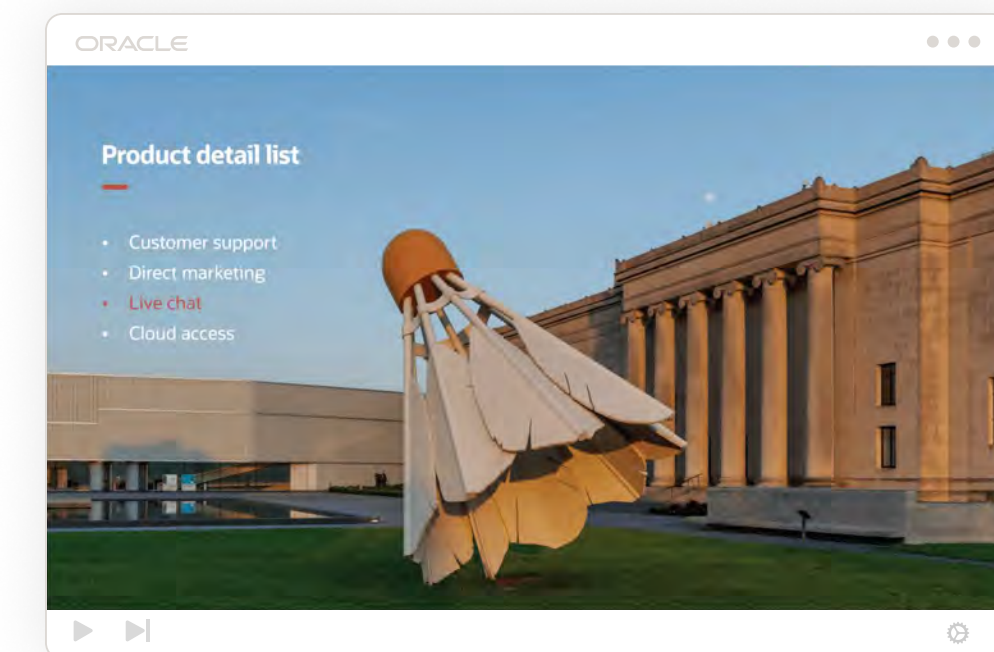 ORACLE
Product detail list
• Customer support
• Direct marketing
• Live chat
• Cloud access